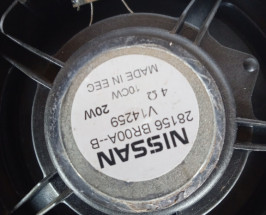 NISSAN
28156 BR00A--B
V14259
4 Ω 10CW 20W
MADE IN EEC